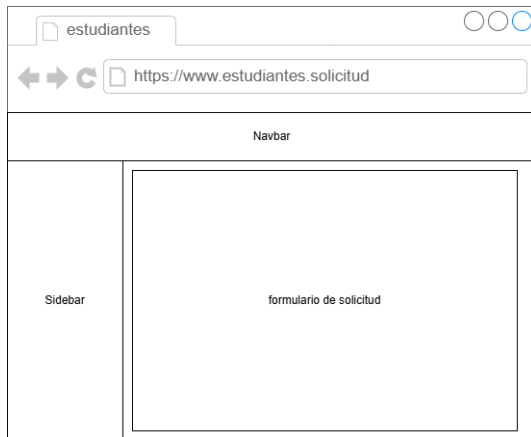 estudiantes
https://www.estudiantes.solicitud
Navbar
Sidebar
formulario de solicitud